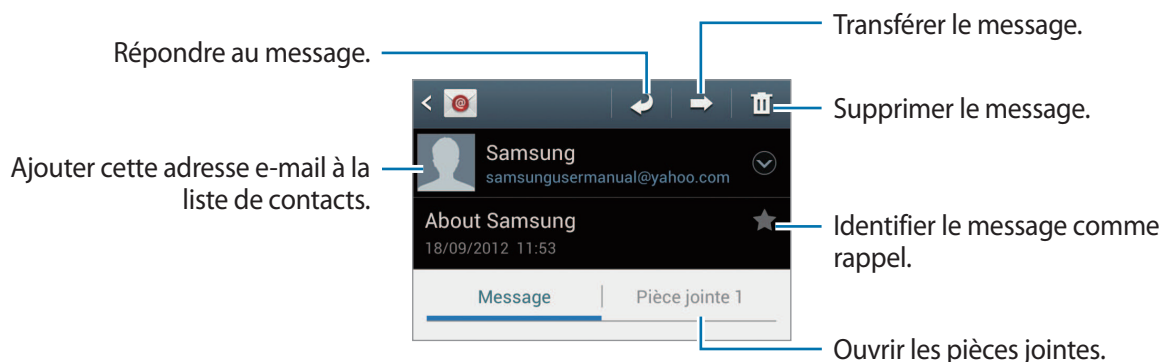 Transférer le message.
Répondre au message.
Supprimer le message.
Samsung
samsungusermanual@yahoo.com
Ajouter cette adresse e-mail à la
liste de contacts.
About Samsung
18/09/2012 11:53
Identifier le message comme
rappel.
Message
Pièce jointe 1
Ouvrir les pièces jointes.